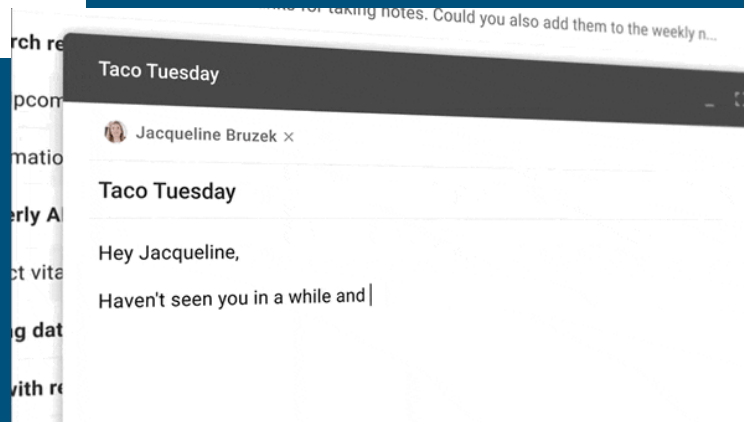 for taking notes. Could you also add them to the weekly n...
rch re
Taco Tuesday
pcom
Jacqueline Bruzek ×
matio
Taco Tuesday
erly A
Hey Jacqueline,
ct vita
Haven't seen you in a while and
g dat
with re